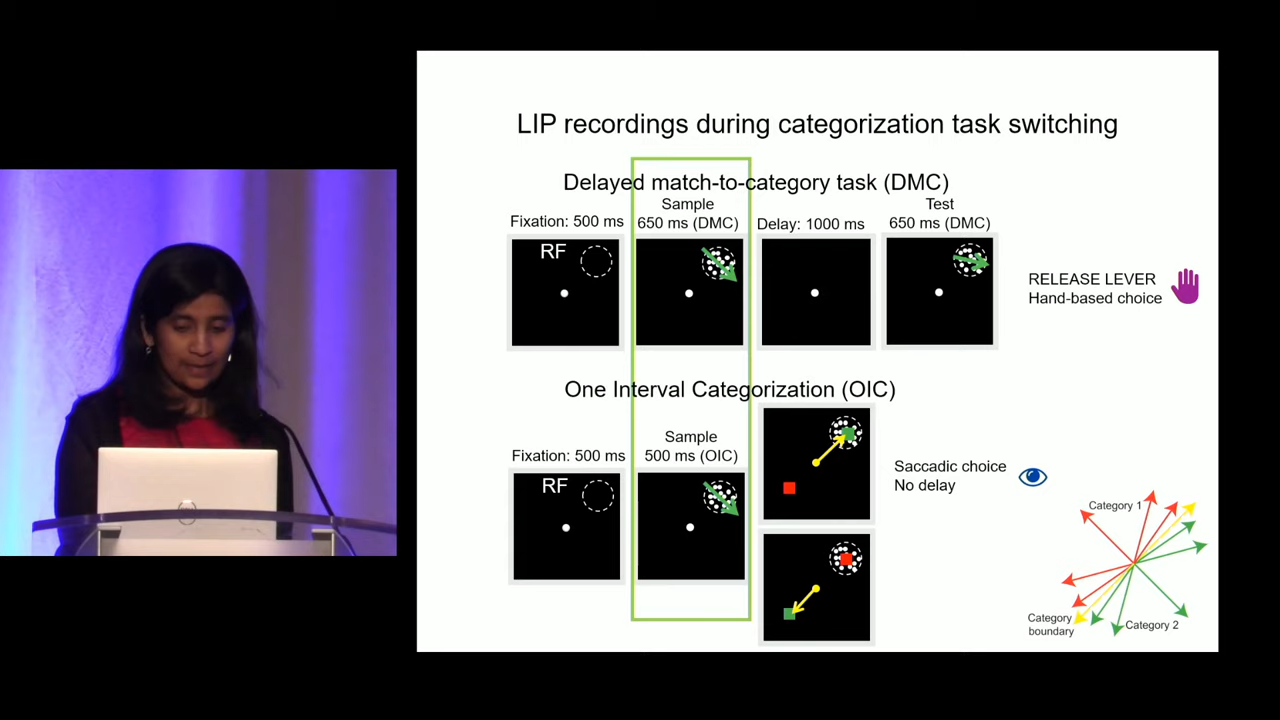 LIP recordings during categorization task switching
Delayed match-to-category task (DMC)
Fixation: 500 ms
Sample
650 ms (DMC)
Delay: 1000 ms
Test
650 ms (DMC)
RF
RELEASE LEVER
Hand-based choice
One Interval Categorization (OIC)
Fixation: 500 ms
Sample
500 ms (OIC)
RF
Saccadic choice
No delay
Category 1
Category
boundary
Category 2